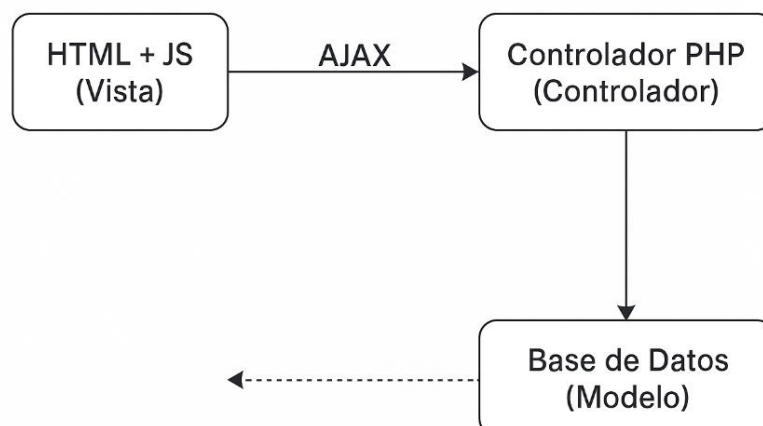 HTML + JS
(Vista)
AJAX
Controlador PHP
(Controlador)
Base de Datos
(Modelo)